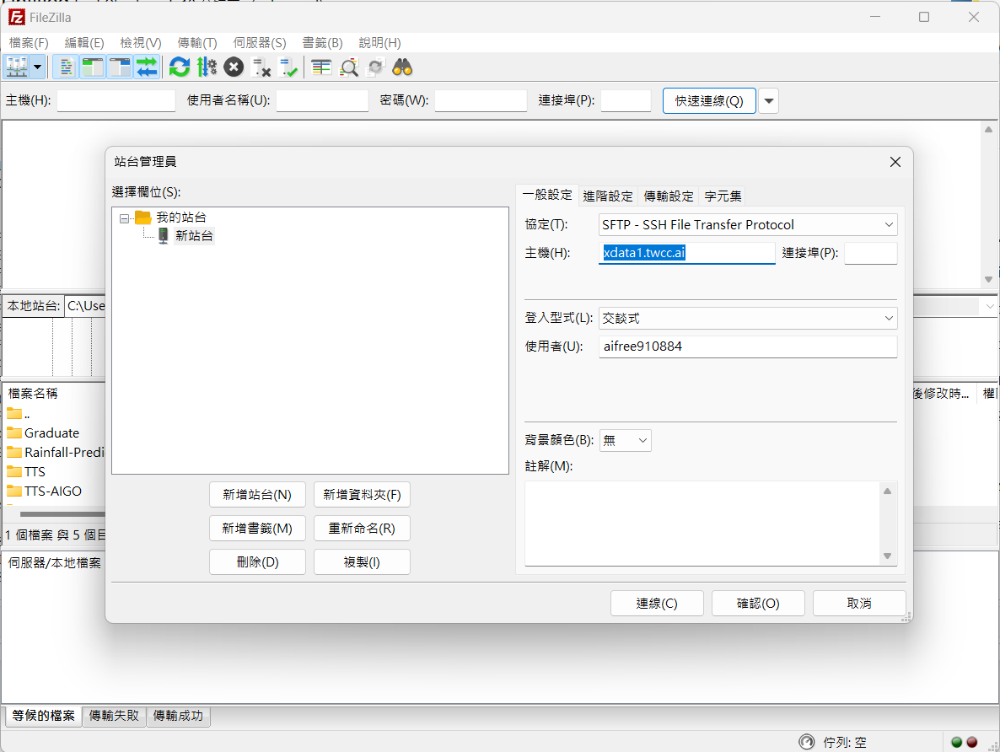 FileZilla
檔案(F) 編輯(E) 檢視(V) 傳輸(T) 伺服器(S) 書籤(B) 說明(H)
主機(H): 使用者名稱(U): 密碼(W): 連接埠(P): 快速連線(Q)
站台管理員
選擇欄位(S):
我的站台
新站台
新增站台(N) 新增資料夾(F)
新增書籤(M) 重新命名(R)
刪除(D) 複製(I)
一般設定 進階設定 傳輸設定 字元集
協定(T): SFTP - SSH File Transfer Protocol
主機(H): xdata1.twcc.ai 連接埠(P):
登入型式(L): 交談式
使用者(U): aifree910884
背景顏色(B): 無
註解(M):
連線(C) 確認(O) 取消
本地站台: C:\Use
檔案名稱
..
Graduate
Rainfall-Predi
TTS
TTS-AIGO
後修改時... 權
1 個檔案 與 5 個目
伺服器/本地檔案
等候的檔案 傳輸失敗 傳輸成功
佇列: 空